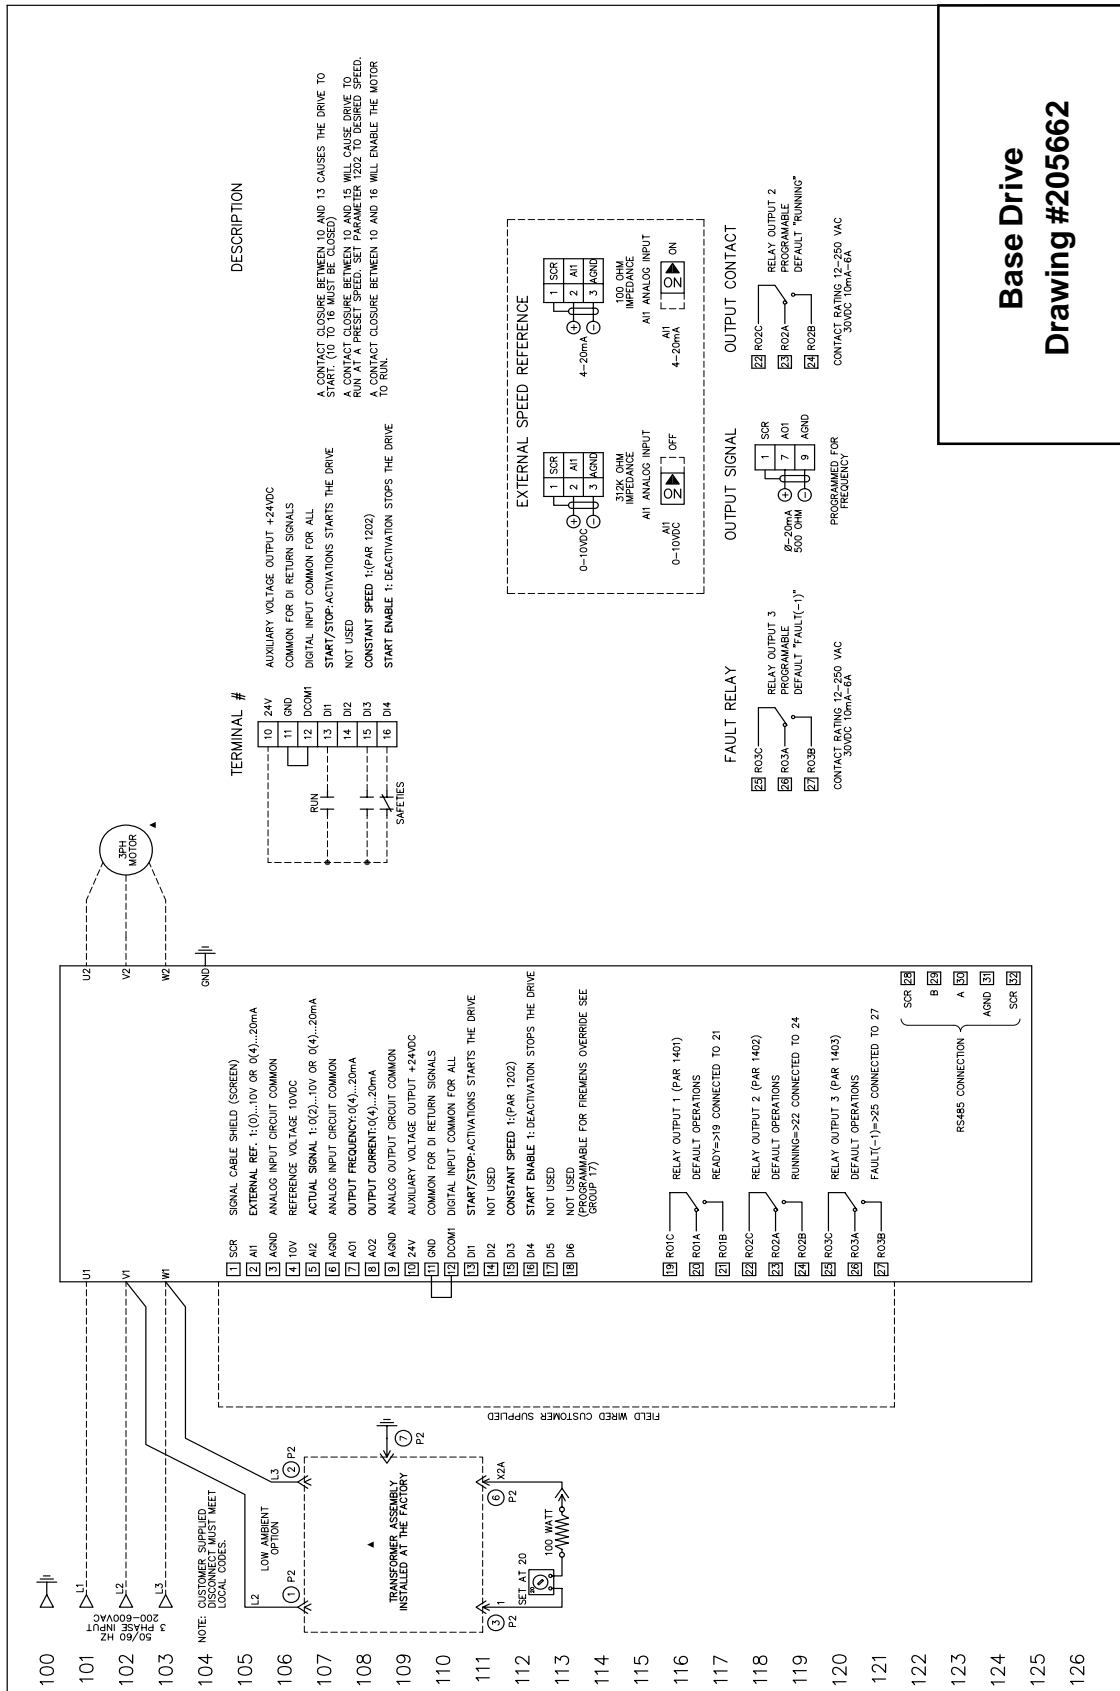 100
101
102
103
104
105
106
107
108
109
110
111
112
113
114
115
116
117
118
119
120
121
122
123
124
125
126
L1
L2
L3
50/60 HZ
3 PHASE INPUT
200-600VAC
NOTE: CUSTOMER SUPPLIED
DISCONNECT MUST MEET
LOCAL CODES.
L2
L3
LOW AMBIENT
OPTION
1 P2
2 P2
TRANSFORMER ASSEMBLY
INSTALLED AT THE FACTORY
7
P2
3
P2
1
6
P2
X2A
SET AT 20
100 WATT
FIELD WIRED CUSTOMER SUPPLIED
U1
V1
W1
U2
V2
W2
GND
3PH
MOTOR
1 SCR SIGNAL CABLE SHIELD (SCREEN)
2 AI1 EXTERNAL REF. 1:(0)...10V OR 0(4)...20mA
3 AGND ANALOG INPUT CIRCUIT COMMON
4 10V REFERENCE VOLTAGE 10VDC
5 AI2 ACTUAL SIGNAL 1: 0(2)...10V OR 0(4)...20mA
6 AGND ANALOG INPUT CIRCUIT COMMON
7 AO1 OUTPUT FREQUENCY: 0(4)...20mA
8 AO2 OUTPUT CURRENT: 0(4)...20mA
9 AGND ANALOG OUTPUT CIRCUIT COMMON
10 24V AUXILIARY VOLTAGE OUTPUT +24VDC
11 GND COMMON FOR DI RETURN SIGNALS
12 DCOM1 DIGITAL INPUT COMMON FOR ALL
13 DI1 START/STOP: ACTIVATIONS STARTS THE DRIVE
14 DI2 NOT USED
15 DI3 CONSTANT SPEED 1:(PAR 1202)
16 DI4 START ENABLE 1: DEACTIVATION STOPS THE DRIVE
17 DI5 NOT USED
18 DI6 NOT USED
(PROGRAMMABLE FOR FIREMENS OVERRIDE SEE
GROUP 17)
19 RO1C RELAY OUTPUT 1 (PAR 1401)
20 RO1A DEFAULT OPERATIONS
21 RO1B READY=>19 CONNECTED TO 21
22 RO2C RELAY OUTPUT 2 (PAR 1402)
23 RO2A DEFAULT OPERATIONS
24 RO2B RUNNING=>22 CONNECTED TO 24
25 RO3C RELAY OUTPUT 3 (PAR 1403)
26 RO3A DEFAULT OPERATIONS
27 RO3B FAULT(-1)=>25 CONNECTED TO 27
RS485 CONNECTION
SCR 28
B 29
A 30
AGND 31
SCR 32
TERMINAL #
DESCRIPTION
10 24V AUXILIARY VOLTAGE OUTPUT +24VDC
11 GND COMMON FOR DI RETURN SIGNALS
12 DCOM1 DIGITAL INPUT COMMON FOR ALL
13 DI1 START/STOP: ACTIVATIONS STARTS THE DRIVE
14 DI2 NOT USED
15 DI3 CONSTANT SPEED 1:(PAR 1202)
16 DI4 START ENABLE 1: DEACTIVATION STOPS THE DRIVE
RUN
SAFETIES
A CONTACT CLOSURE BETWEEN 10 AND 13 CAUSES THE DRIVE TO
START. (10 TO 16 MUST BE CLOSED)
A CONTACT CLOSURE BETWEEN 10 AND 15 WILL CAUSE DRIVE TO
RUN AT A PRESET SPEED. SET PARAMETER 1202 TO DESIRED SPEED.
A CONTACT CLOSURE BETWEEN 10 AND 16 WILL ENABLE THE MOTOR
TO RUN.
EXTERNAL SPEED REFERENCE
1 SCR
2 AI1
3 AGND
0-10VDC
312K OHM
IMPEDANCE
AI1 ANALOG INPUT
AI1
0-10VDC
ON
OFF
1 SCR
2 AI1
3 AGND
4-20mA
100 OHM
IMPEDANCE
AI1 ANALOG INPUT
AI1
4-20mA
ON
ON
FAULT RELAY
25 RO3C
26 RO3A
27 RO3B
RELAY OUTPUT 3
PROGRAMABLE
DEFAULT "FAULT(-1)"
CONTACT RATING 12-250 VAC
30VDC 10mA-6A
OUTPUT SIGNAL
1 SCR
7 AO1
9 AGND
Ø-20mA
500 OHM
PROGRAMMED FOR
FREQUENCY
OUTPUT CONTACT
22 RO2C
23 RO2A
24 RO2B
RELAY OUTPUT 2
PROGRAMABLE
DEFAULT "RUNNING"
CONTACT RATING 12-250 VAC
30VDC 10mA-6A
Base Drive
Drawing #205662